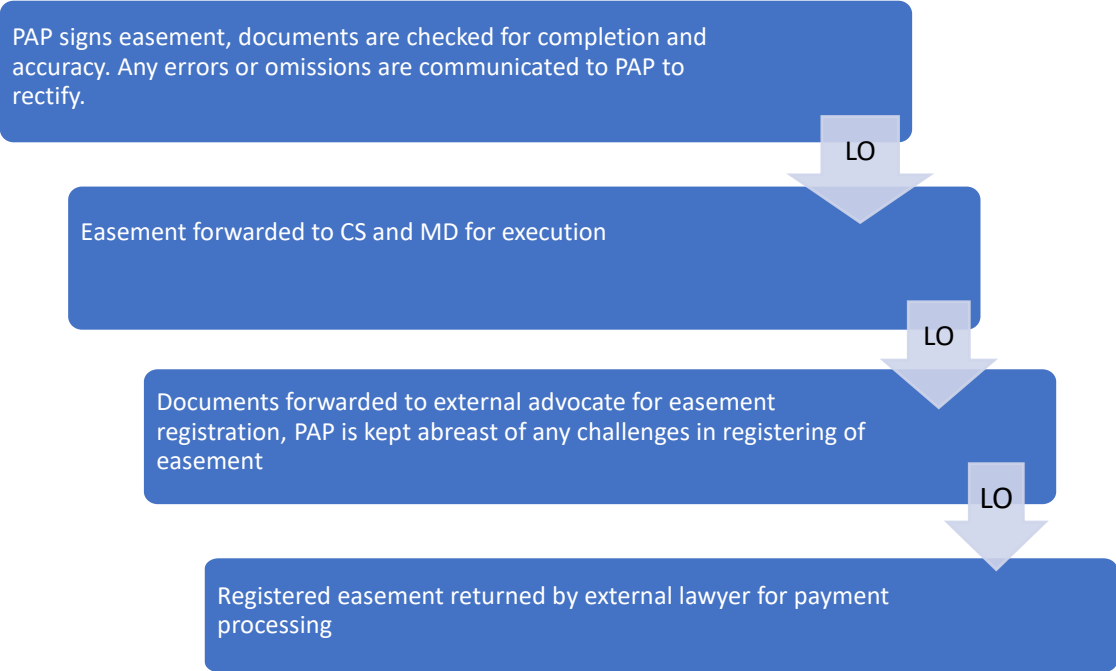 PAP signs easement, documents are checked for completion and
accuracy. Any errors or omissions are communicated to PAP to
rectify.
LO
Easement forwarded to CS and MD for execution
LO
Documents forwarded to external advocate for easement
registration, PAP is kept abreast of any challenges in registering of
easement
LO
Registered easement returned by external lawyer for payment
processing